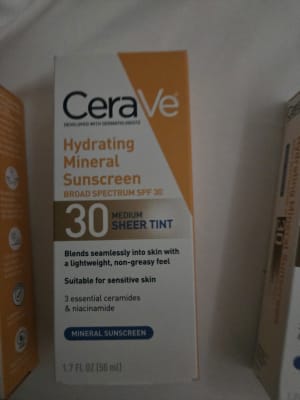 CeraVe
DEVELOPED WITH DERMATOLOGISTS
Hydrating
Mineral
Sunscreen
BROAD SPECTRUM SPF 30
30 MEDIUM
SHEER TINT
Blends seamlessly into skin with
a lightweight, non-greasy feel
Suitable for sensitive skin
3 essential ceramides
& niacinamide
MINERAL SUNSCREEN
1.7 FL OZ (50 ml)